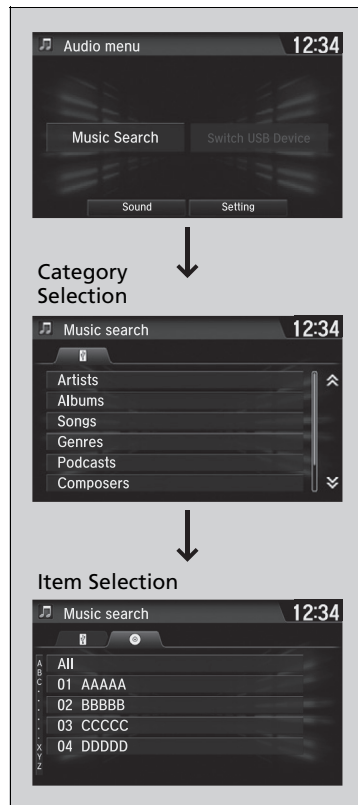 Audio menu 12:34
Music Search Switch USB Device
Sound Setting
Category
Selection
Music search 12:34
Artists
Albums
Songs
Genres
Podcasts
Composers
Item Selection
Music search 12:34
A
B
C
All
01 AAAAA
02 BBBBB
03 CCCCC
04 DDDDD
X
Y
Z